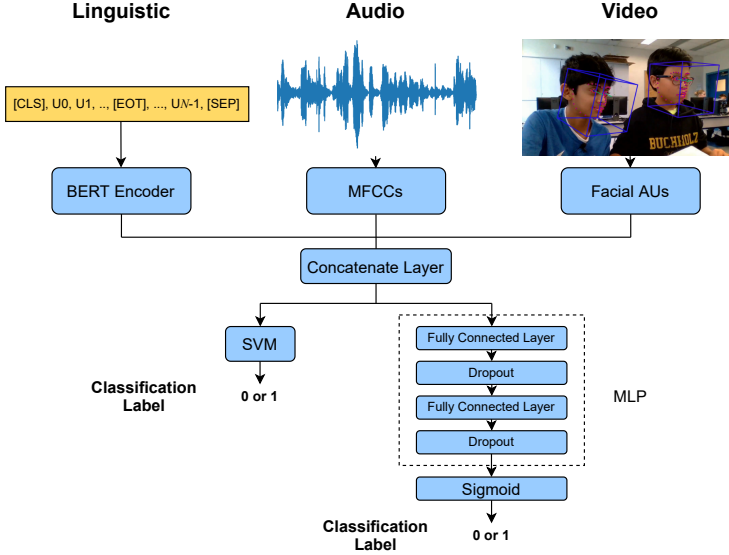 Linguistic
Audio
Video
[CLS], U0, U1, .., [EOT], ..., UN-1, [SEP]
BUCHHOLZ
BERT Encoder
MFCCs
Facial AUs
Concatenate Layer
SVM
Fully Connected Layer
Dropout
Fully Connected Layer
Dropout
MLP
Classification
Label
0 or 1
Sigmoid
Classification
Label
0 or 1